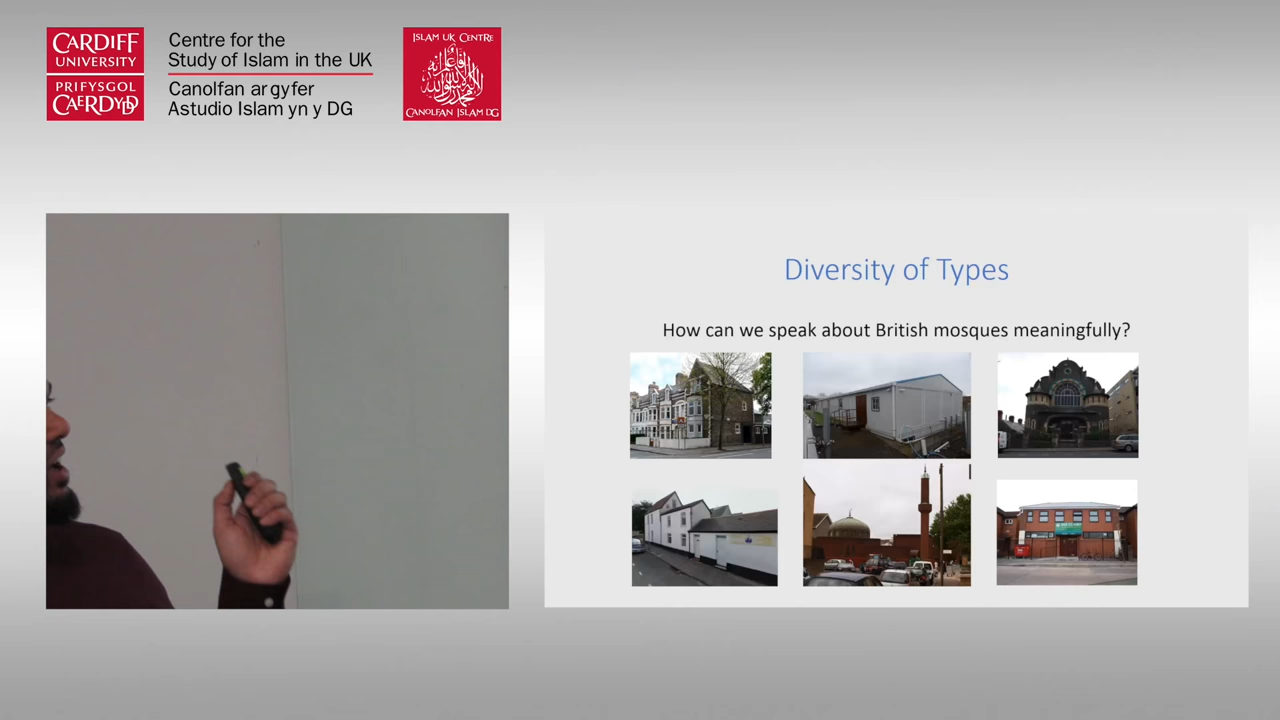 CARDIFF
UNIVERSITY
PRIFYSGOL
CAERDYDD
Centre for the
Study of Islam in the UK
Canolfan ar gyfer
Astudio Islam yn y DG
ISLAM UK CENTRE
CANOLFAN ISLAM DG
Diversity of Types
How can we speak about British mosques meaningfully?